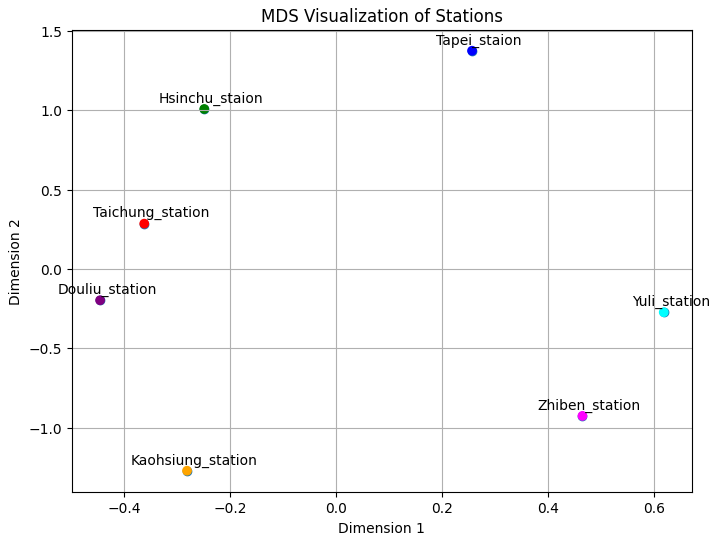 MDS Visualization of Stations
Tapei_staion
Hsinchu_staion
Taichung_station
Douliu_station
Yuli_station
Zhiben_station
Kaohsiung_station
1.5
1.0
0.5
0.0
−0.5
−1.0
Dimension 2
−0.4
−0.2
0.0
0.2
0.4
0.6
Dimension 1